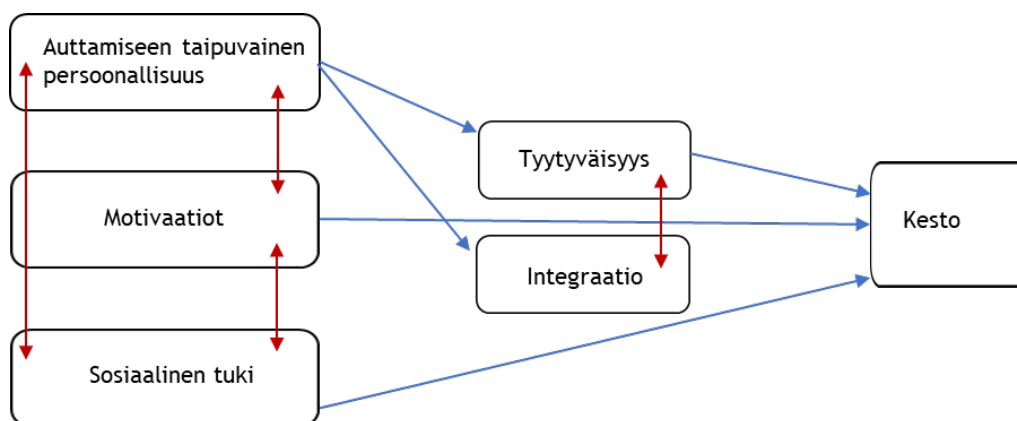 Auttamiseen taipuvainen
persoonallisuus
Tyytyväisyys
Motivaatiot
Kesto
Integraatio
Sosiaalinen tuki